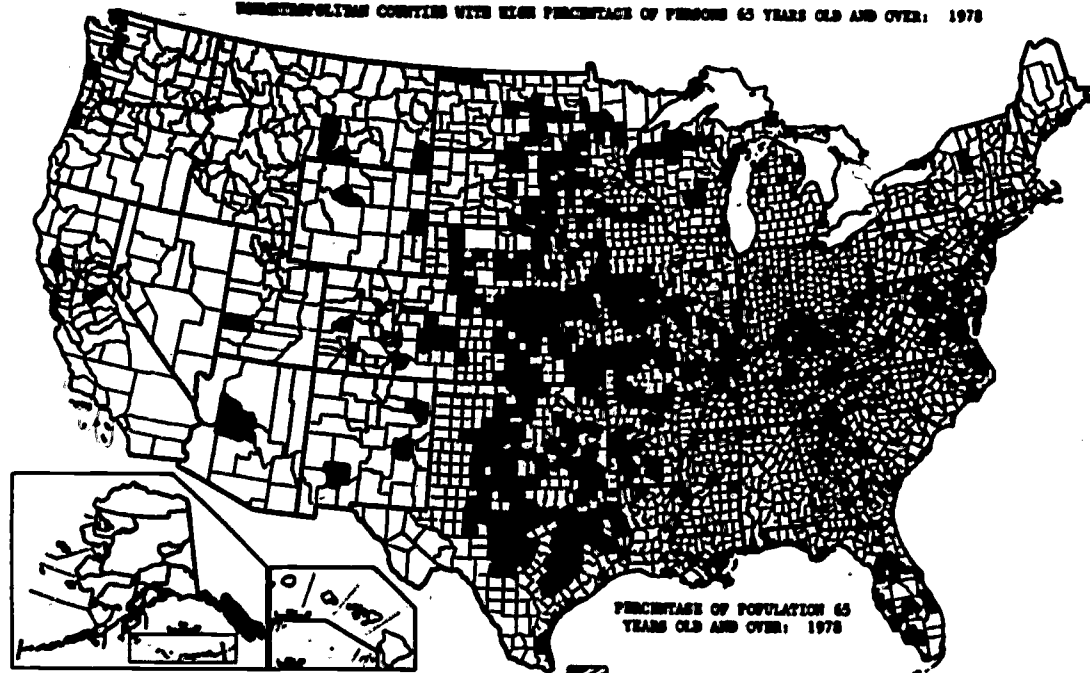 NONMETROPOLITAN COUNTIES WITH HIGH PERCENTAGE OF PERSONS 65 YEARS OLD AND OVER: 1978
PERCENTAGE OF POPULATION 65
YEARS OLD AND OVER: 1978